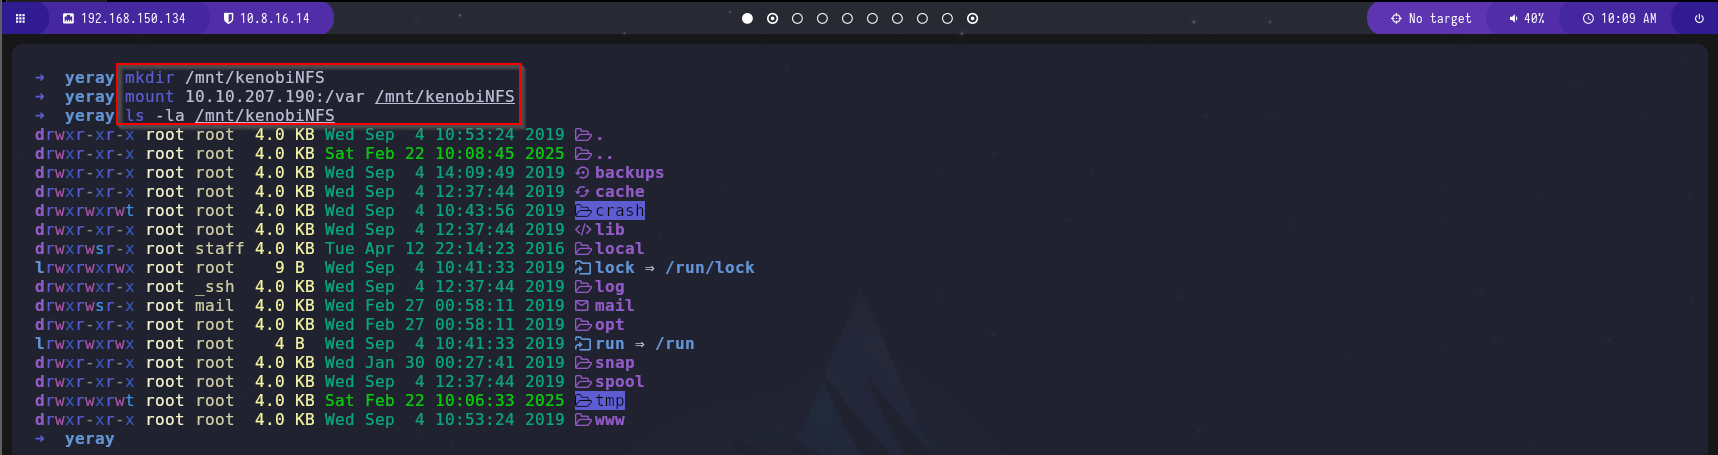 192.168.150.134 10.8.16.14 No target 40% 10:09 AM
→ yeray mkdir /mnt/kenobiNFS
→ yeray mount 10.10.207.190:/var /mnt/kenobiNFS
→ yeray ls -la /mnt/kenobiNFS
drwxr-xr-x root root 4.0 KB Wed Sep 4 10:53:24 2019 .
drwxr-xr-x root root 4.0 KB Sat Feb 22 10:08:45 2025 ..
drwxr-xr-x root root 4.0 KB Wed Sep 4 14:09:49 2019 backups
drwxr-xr-x root root 4.0 KB Wed Sep 4 12:37:44 2019 cache
drwxrwxrwt root root 4.0 KB Wed Sep 4 10:43:56 2019 crash
drwxr-xr-x root root 4.0 KB Wed Sep 4 12:37:44 2019 lib
drwxrwsr-x root staff 4.0 KB Tue Apr 12 22:14:23 2016 local
lrwxrwxrwx root root 9 B Wed Sep 4 10:41:33 2019 lock ⇒ /run/lock
drwxrwxr-x root _ssh 4.0 KB Wed Sep 4 12:37:44 2019 log
drwxrwsr-x root mail 4.0 KB Wed Feb 27 00:58:11 2019 mail
drwxr-xr-x root root 4.0 KB Wed Feb 27 00:58:11 2019 opt
lrwxrwxrwx root root 4 B Wed Sep 4 10:41:33 2019 run ⇒ /run
drwxr-xr-x root root 4.0 KB Wed Jan 30 00:27:41 2019 snap
drwxr-xr-x root root 4.0 KB Wed Sep 4 12:37:44 2019 spool
drwxrwxrwt root root 4.0 KB Sat Feb 22 10:06:33 2025 tmp
drwxr-xr-x root root 4.0 KB Wed Sep 4 10:53:24 2019 www
→ yeray